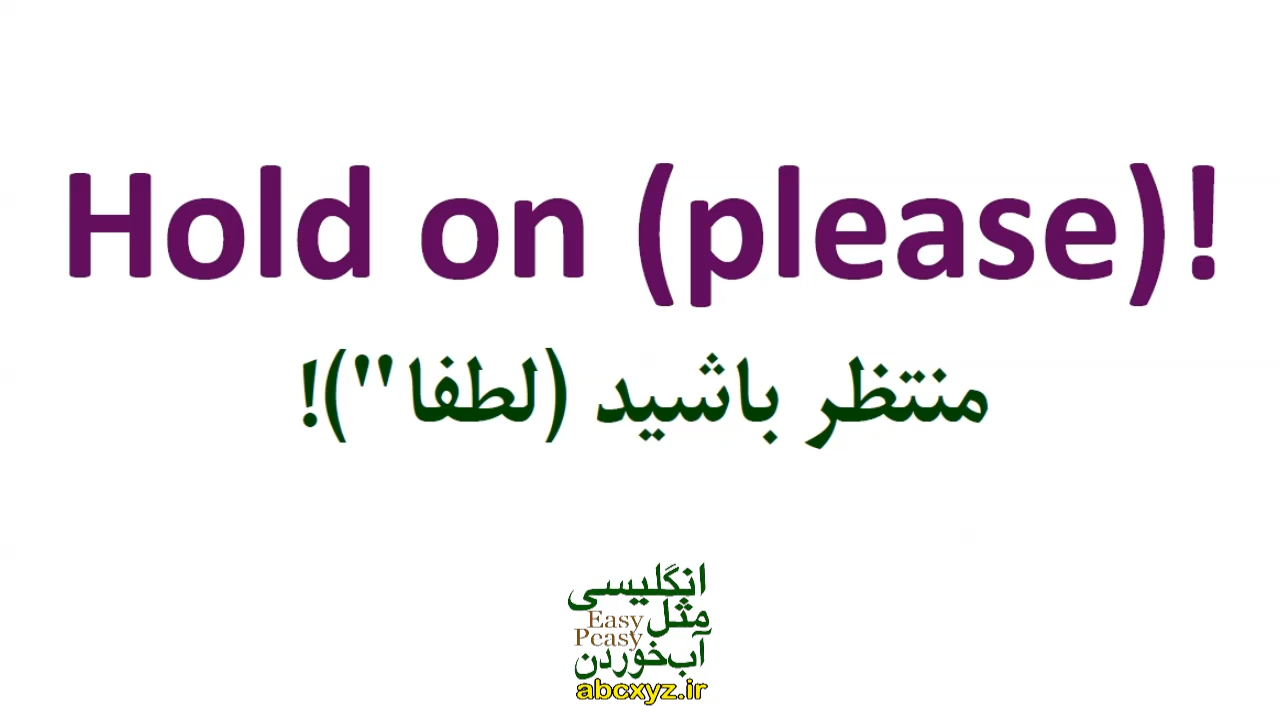 Hold on (please)!
منتظر باشید (لطفا")!
انگلیسی
مثل Easy
Peasy
آب‌خوردن
abcxyz.ir